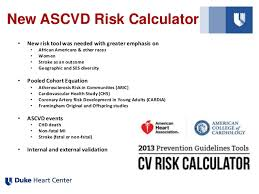 New ASCVD Risk Calculator
• New risk tool was needed with greater emphasis on
• African Americans & other races
• Women
• Stroke as an outcome
• Geographic and SES diversity
• Pooled Cohort Equation
• Atherosclerosis Risk in Communities (ARIC)
• Cardiovascular Health Study (CHS)
• Coronary Artery Risk Development in Young Adults (CARDIA)
• Framingham Original and Offspring studies
• ASCVD events
• CHD death
• Non-fatal MI
• Stroke (fatal or non-fatal)
• Internal and external validation
American
Heart
Association
AMERICAN
COLLEGE of
CARDIOLOGY
2013 Prevention Guidelines Tools
CV RISK CALCULATOR
Duke Heart Center